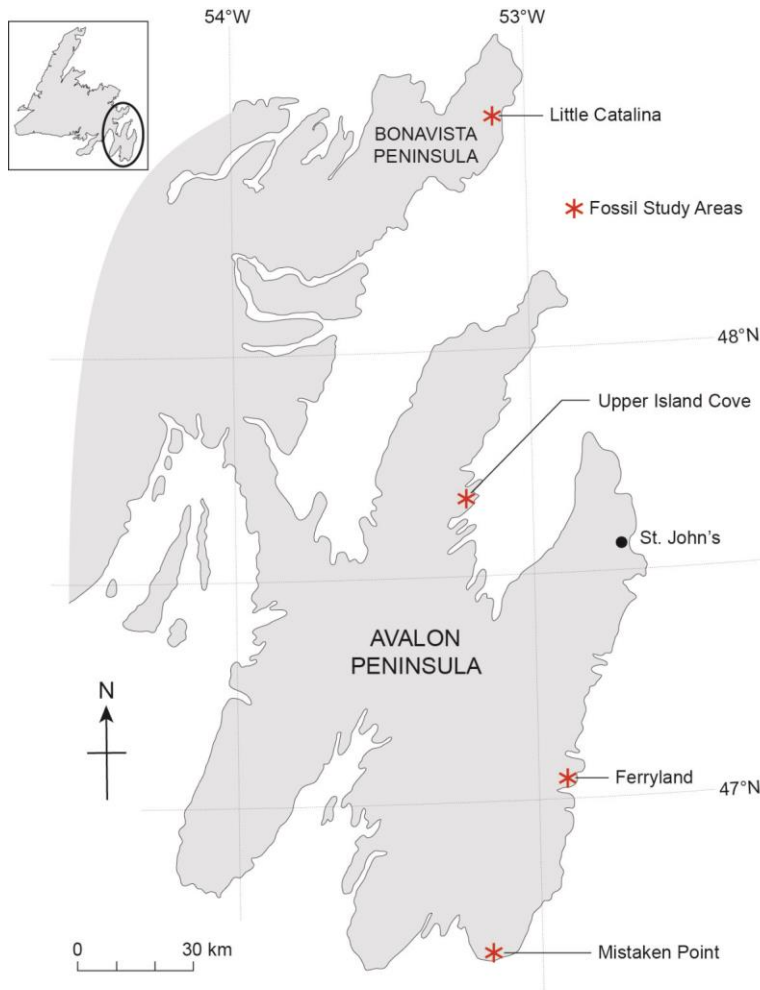 54°W
53°W
Little Catalina
BONAVISTA
PENINSULA
Fossil Study Areas
48°N
Upper Island Cove
St. John's
AVALON
PENINSULA
N
Ferryland
47°N
0 30 km
Mistaken Point